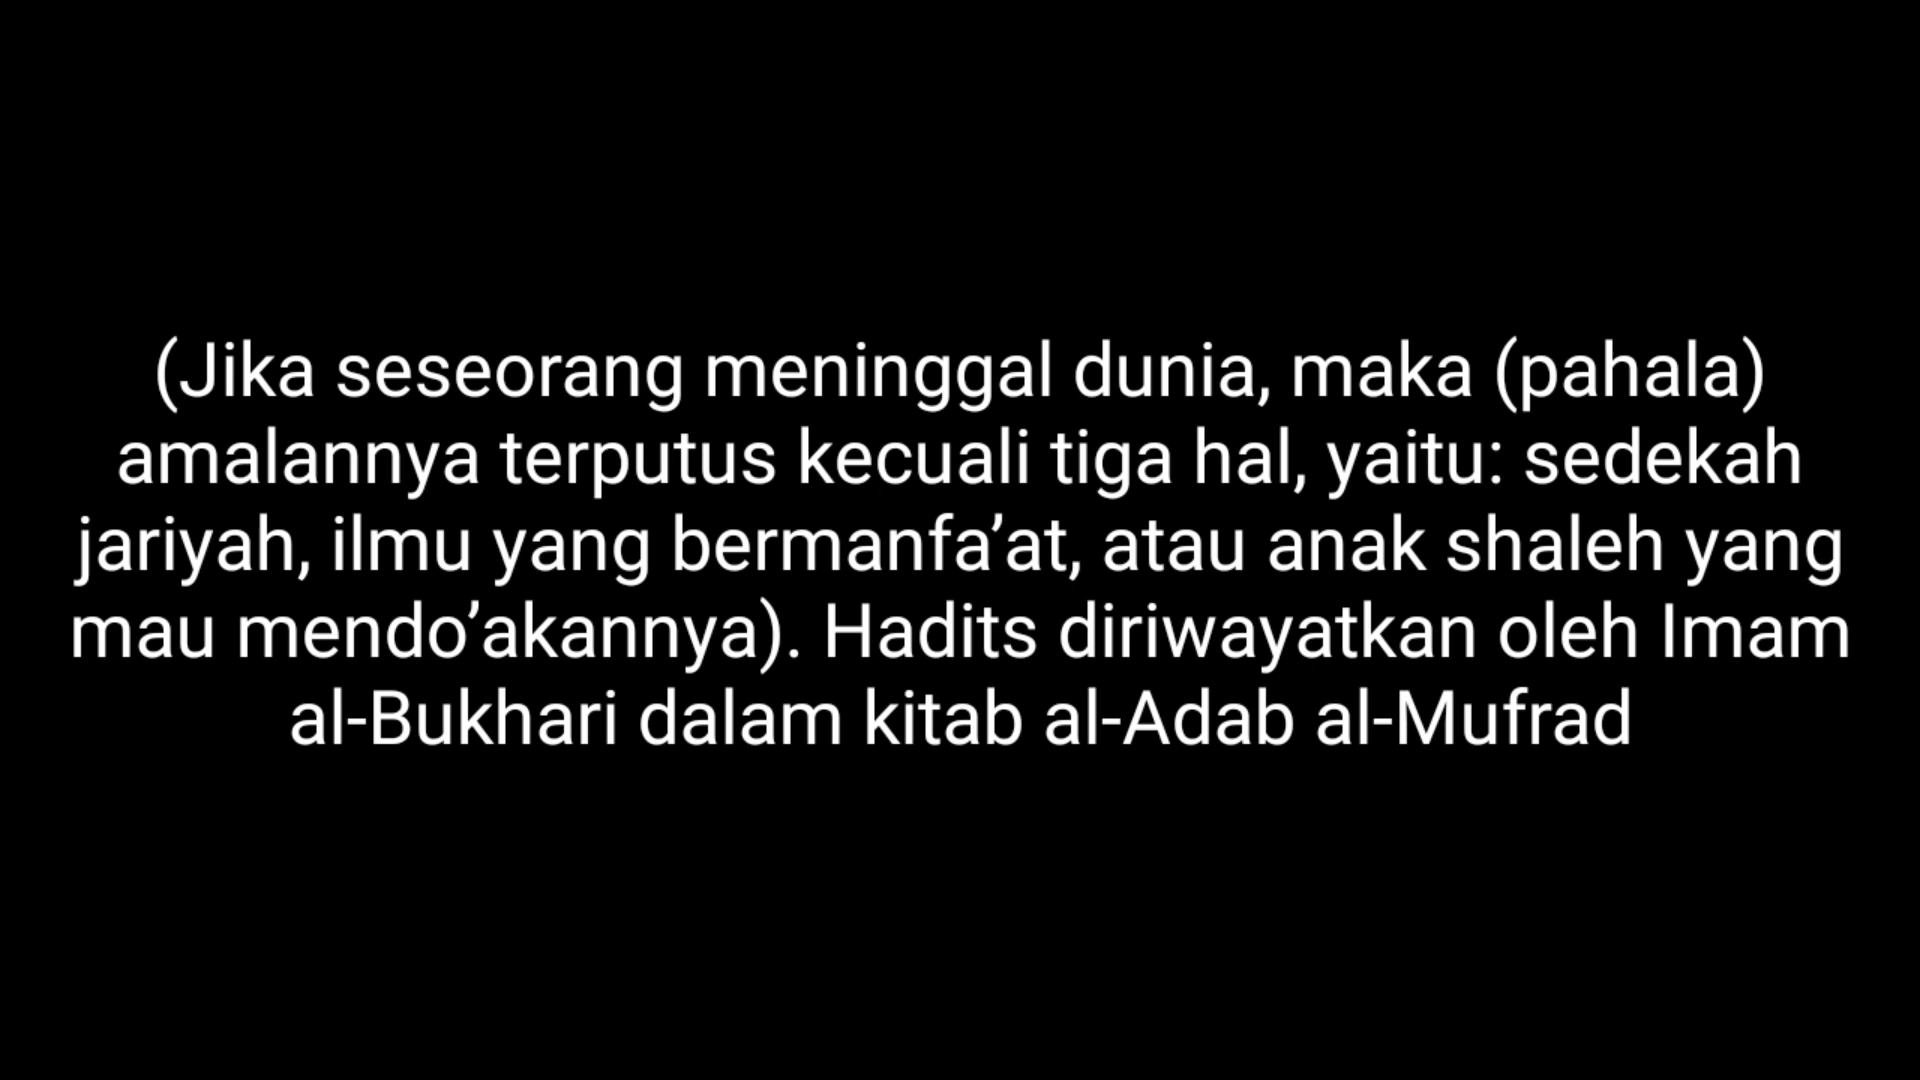 (Jika seseorang meninggal dunia, maka (pahala)
amalannya terputus kecuali tiga hal, yaitu: sedekah
jariyah, ilmu yang bermanfa’at, atau anak shaleh yang
mau mendo’akannya). Hadits diriwayatkan oleh Imam
al-Bukhari dalam kitab al-Adab al-Mufrad